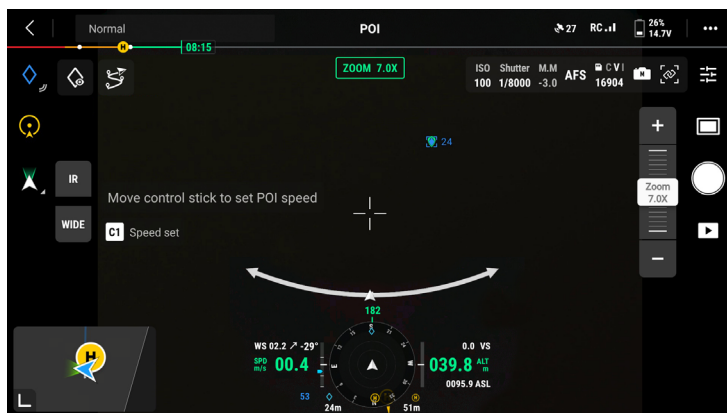 Normal
POI
27
RC
26%
14.7V
H
08:15
ZOOM 7.0X
ISO
100
Shutter
1/8000
M.M
-3.0
AFS
C V I
16904
M
24
IR
WIDE
Move control stick to set POI speed
C1 Speed set
+
Zoom
7.0X
−
182
WS 02.2 ↗ -29°
SPD
m/s
00.4
0.0 VS
039.8
ALT
m
0095.9 ASL
53
24m
H
51m
E
W
H
L